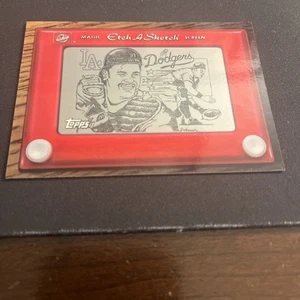 MAGIC Etch A Sketch SCREEN
LA Dodgers
Topps